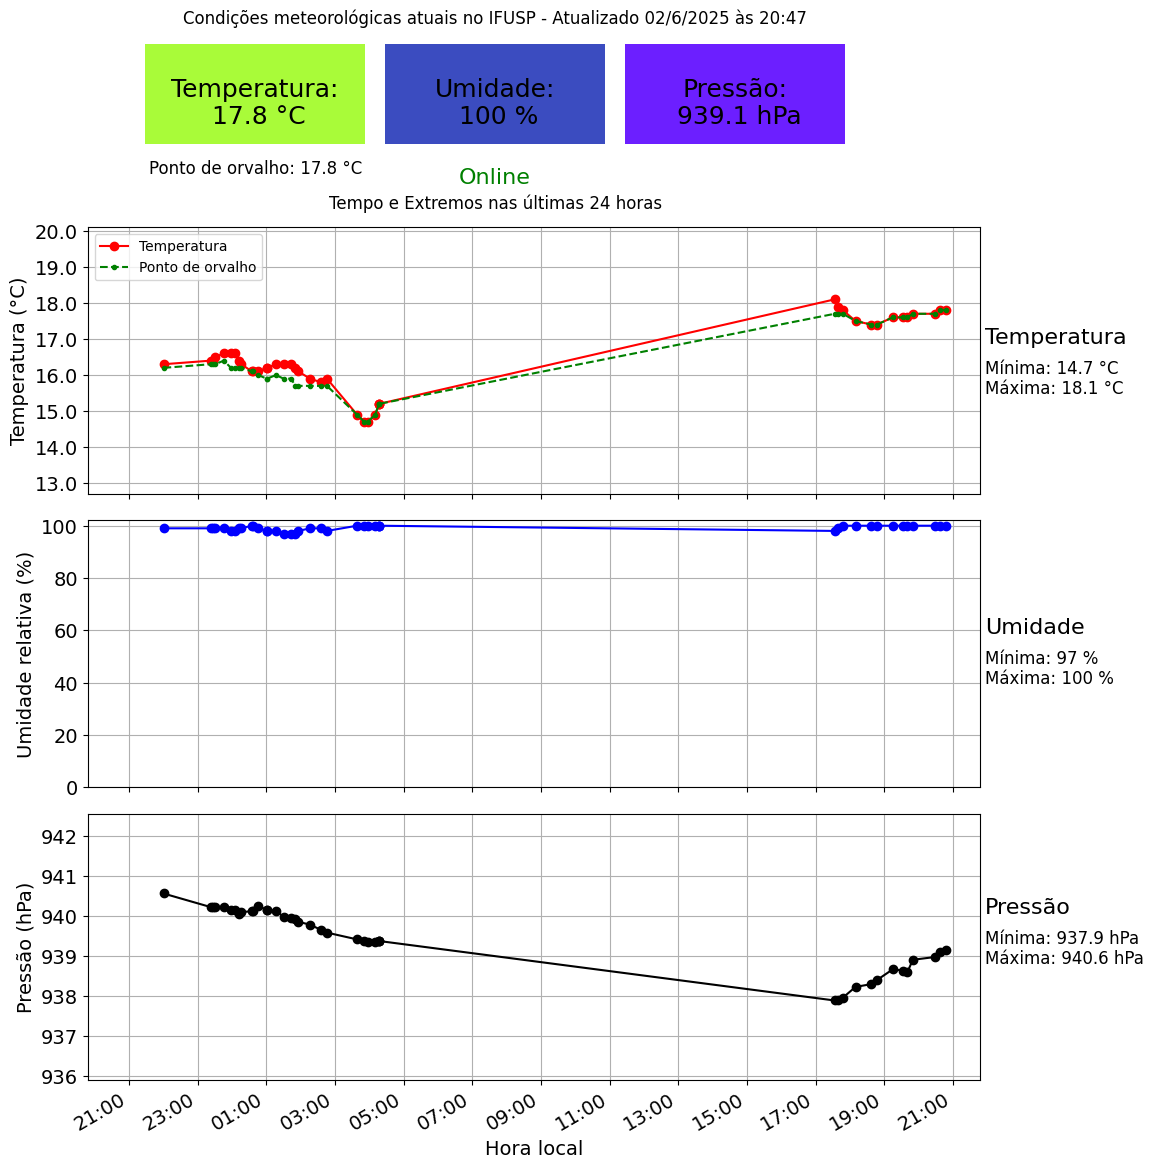 Condições meteorológicas atuais no IFUSP - Atualizado 02/6/2025 às 20:47
Temperatura:
17.8 °C
Umidade:
100 %
Pressão:
939.1 hPa
Ponto de orvalho: 17.8 °C
Online
Tempo e Extremos nas últimas 24 horas
Temperatura
Ponto de orvalho
Temperatura (°C)
20.0
19.0
18.0
17.0
16.0
15.0
14.0
13.0
Temperatura
Mínima: 14.7 °C
Máxima: 18.1 °C
Umidade relativa (%)
100
80
60
40
20
0
Umidade
Mínima: 97 %
Máxima: 100 %
Pressão (hPa)
942
941
940
939
938
937
936
Pressão
Mínima: 937.9 hPa
Máxima: 940.6 hPa
21:00
23:00
01:00
03:00
05:00
07:00
09:00
11:00
13:00
15:00
17:00
19:00
21:00
Hora local